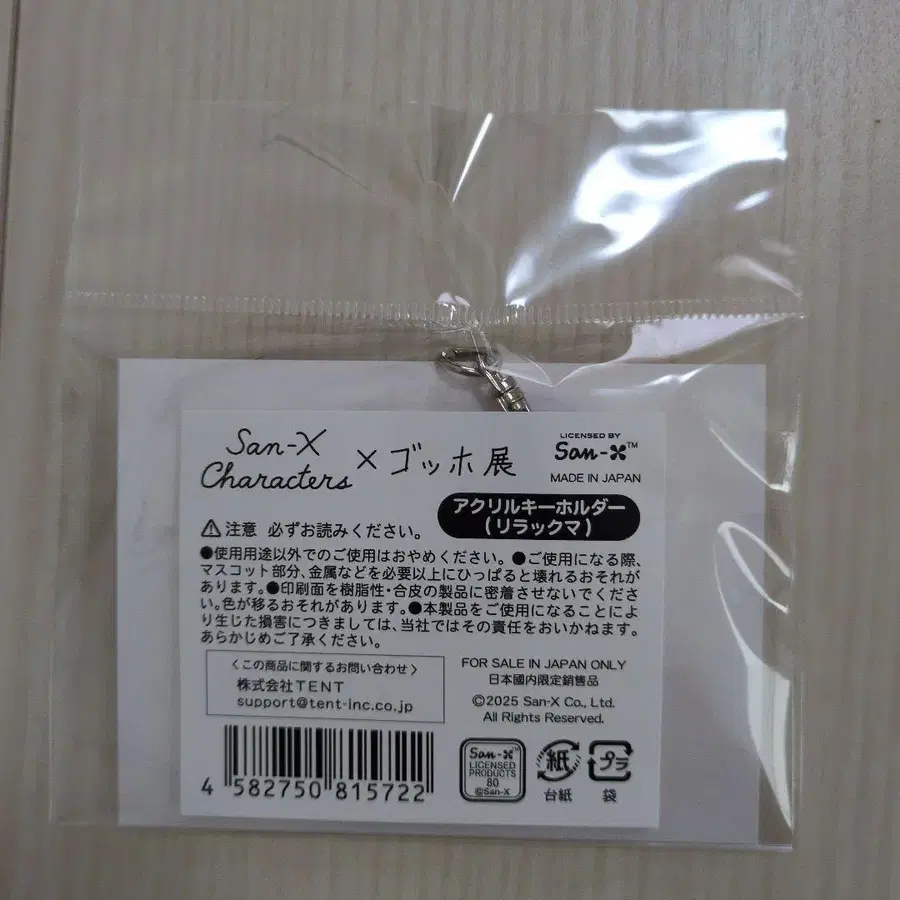 San-X
Characters × ゴッホ展
LICENSED BY
San-X™
MADE IN JAPAN
アクリルキーホルダー
(リラックマ)
⚠注意 必ずお読みください。
●使用用途以外でのご使用はおやめください。●ご使用になる際、
マスコット部分、金属などを必要以上にひっぱると壊れるおそれが
あります。●印刷面を樹脂性・合皮の製品に密着させないでくださ
い。色が移るおそれがあります。●本製品をご使用になることによ
り生じた損害につきましては、当社ではその責任をおいかねます。
あらかじめご了承ください。
〈この商品に関するお問い合わせ〉
株式会社TENT
support@tent-inc.co.jp
FOR SALE IN JAPAN ONLY
日本國内限定銷售品
©2025 San-X Co., Ltd.
All Rights Reserved.
4 582750 815722
San-X™
LICENSED
PRODUCTS
80
©San-X
紙
台紙
プラ
袋